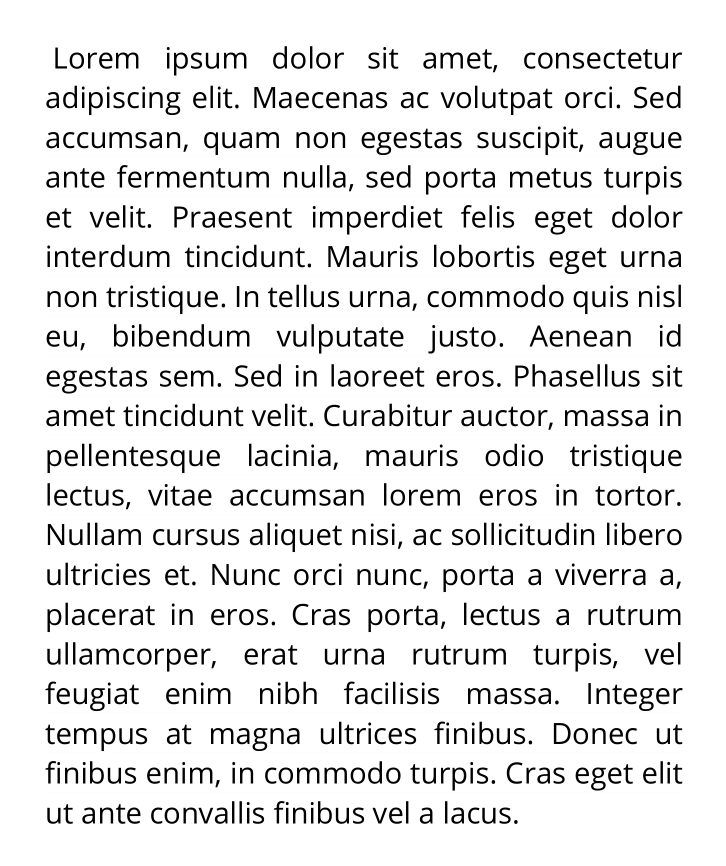 Lorem ipsum dolor sit amet, consectetur
adipiscing elit. Maecenas ac volutpat orci. Sed
accumsan, quam non egestas suscipit, augue
ante fermentum nulla, sed porta metus turpis
et velit. Praesent imperdiet felis eget dolor
interdum tincidunt. Mauris lobortis eget urna
non tristique. In tellus urna, commodo quis nisl
eu, bibendum vulputate justo. Aenean id
egestas sem. Sed in laoreet eros. Phasellus sit
amet tincidunt velit. Curabitur auctor, massa in
pellentesque lacinia, mauris odio tristique
lectus, vitae accumsan lorem eros in tortor.
Nullam cursus aliquet nisi, ac sollicitudin libero
ultricies et. Nunc orci nunc, porta a viverra a,
placerat in eros. Cras porta, lectus a rutrum
ullamcorper, erat urna rutrum turpis, vel
feugiat enim nibh facilisis massa. Integer
tempus at magna ultrices finibus. Donec ut
finibus enim, in commodo turpis. Cras eget elit
ut ante convallis finibus vel a lacus.